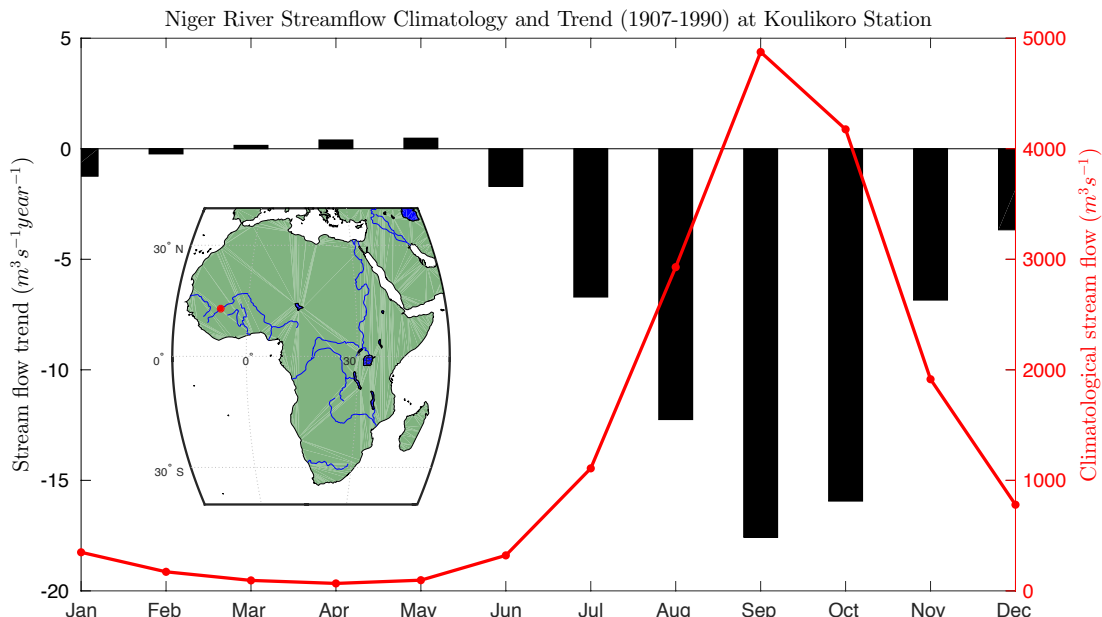 Niger River Streamflow Climatology and Trend (1907-1990) at Koulikoro Station
5
0
-5
-10
-15
-20
Stream flow trend (m³s⁻¹year⁻¹)
5000
4000
3000
2000
1000
0
Climatological stream flow (m³s⁻¹)
30° N
0°
0°
30
30° S
Jan Feb Mar Apr May Jun Jul Aug Sep Oct Nov Dec